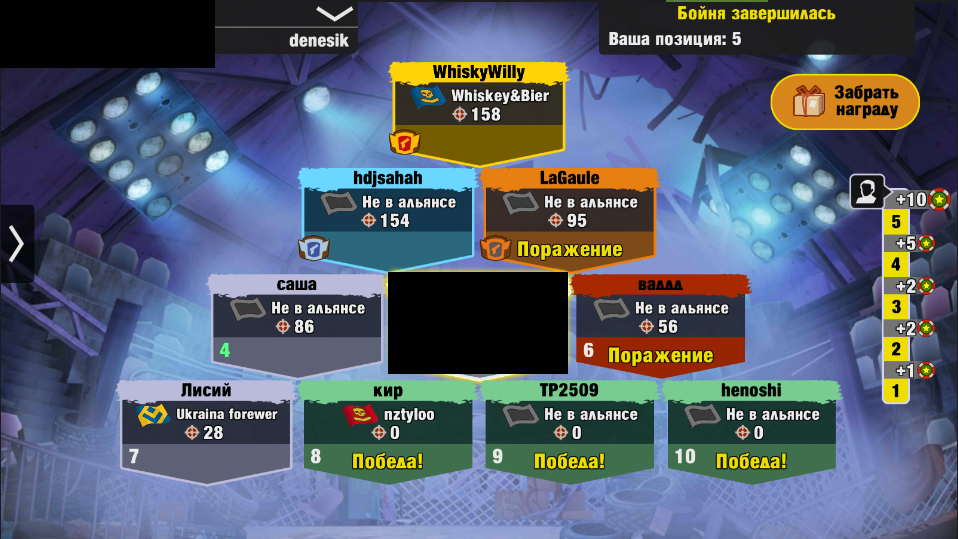 denesik
Бойня завершилась
Ваша позиция: 5
WhiskyWilly
Whiskey&Bier
158
Забрать
награду
hdjsahah
Не в альянсе
154
LaGaule
Не в альянсе
95
Поражение
+10
5
+5
4
+2
3
+2
2
+1
1
саша
Не в альянсе
86
4
валдд
Не в альянсе
56
6
Поражение
Лисий
Ukraina forewer
28
7
кир
nztyloo
0
8
Победа!
TP2509
Не в альянсе
0
9
Победа!
henoshi
Не в альянсе
0
10
Победа!